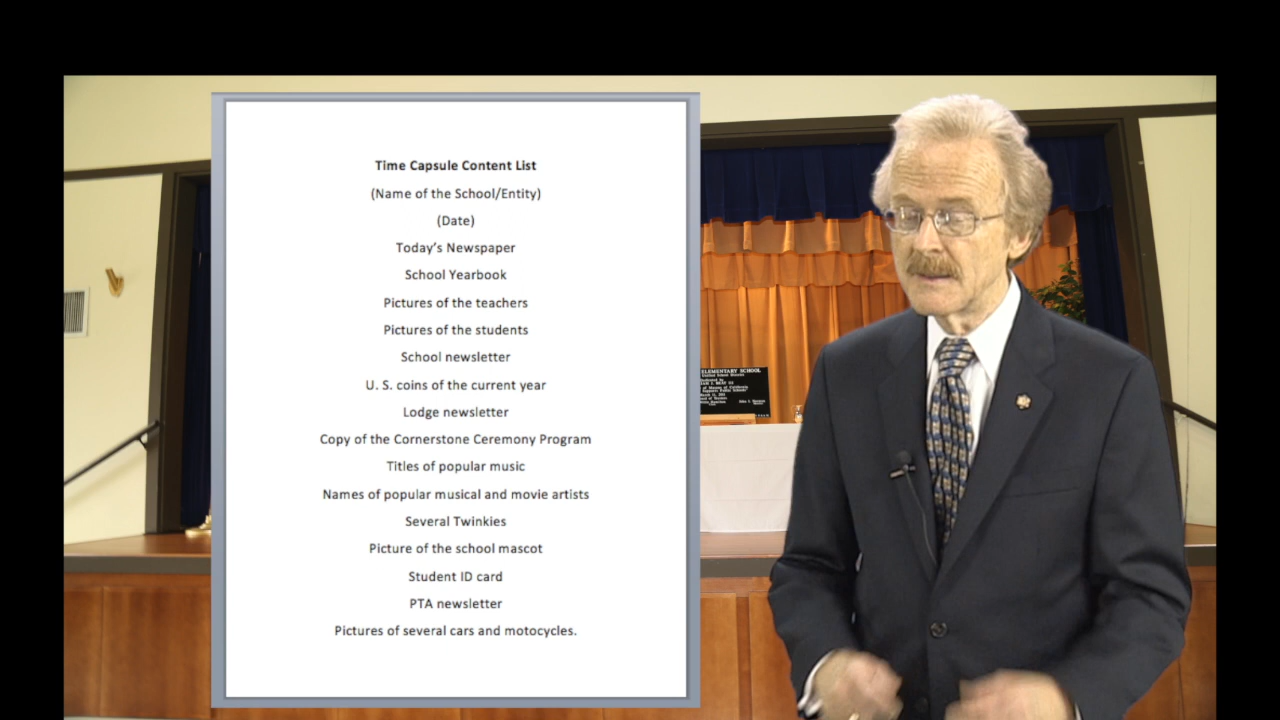 Time Capsule Content List
(Name of the School/Entity)
(Date)
Today's Newspaper
School Yearbook
Pictures of the teachers
Pictures of the students
School newsletter
U. S. coins of the current year
Lodge newsletter
Copy of the Cornerstone Ceremony Program
Titles of popular music
Names of popular musical and movie artists
Several Twinkies
Picture of the school mascot
Student ID card
PTA newsletter
Pictures of several cars and motocycles.
ELEMENTARY SCHOOL
Unified School District